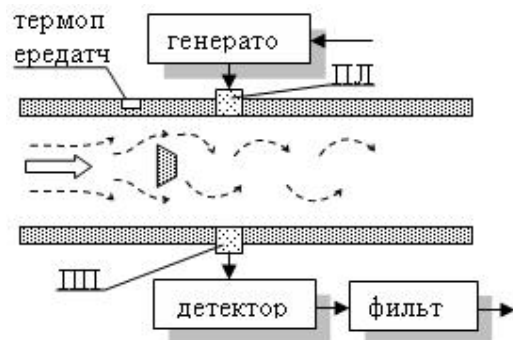 термоп
ередатч
генерато
ПЛ
ПП
детектор
фильт